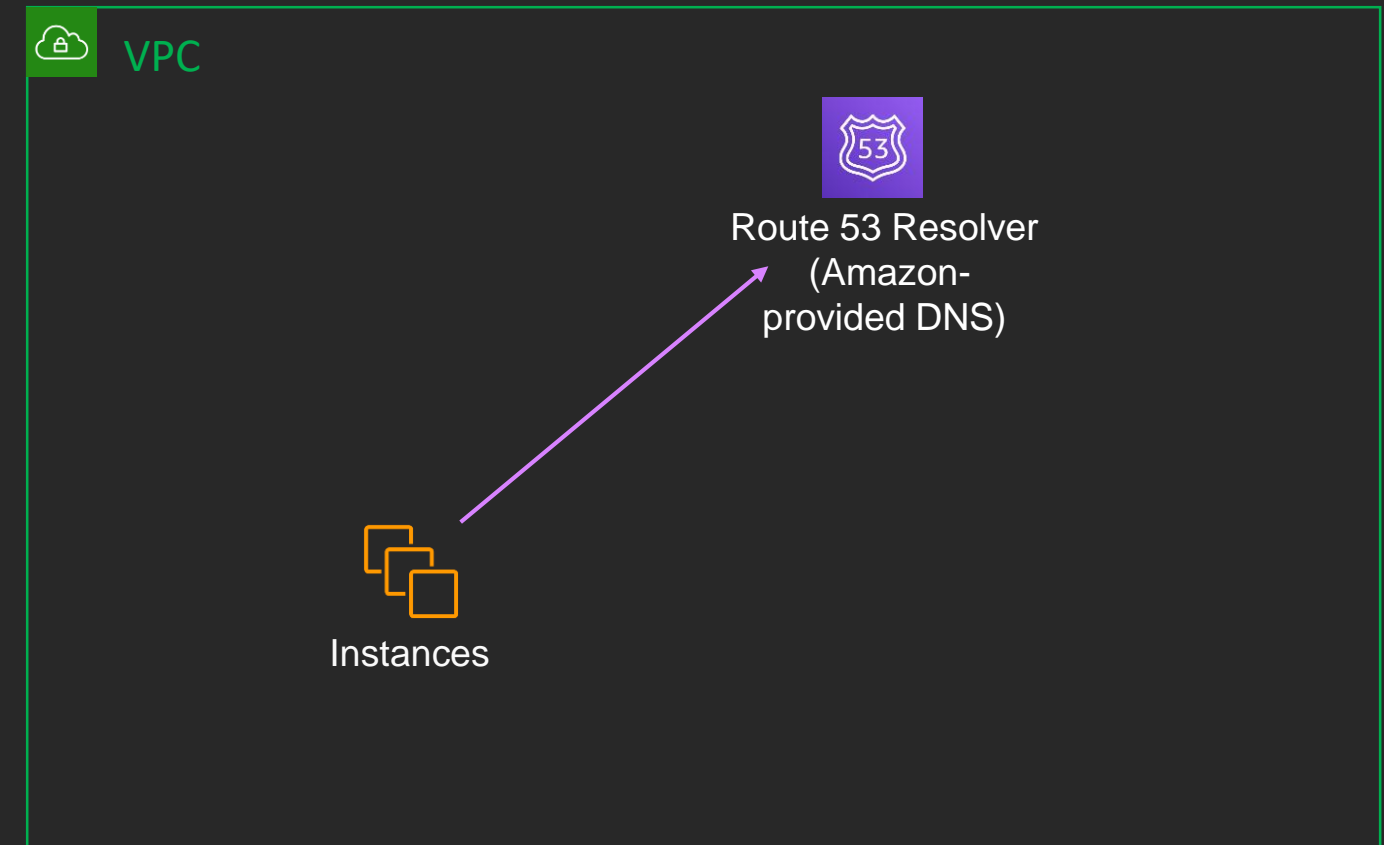 VPC
53
Route 53 Resolver
(Amazon-
provided DNS)
Instances